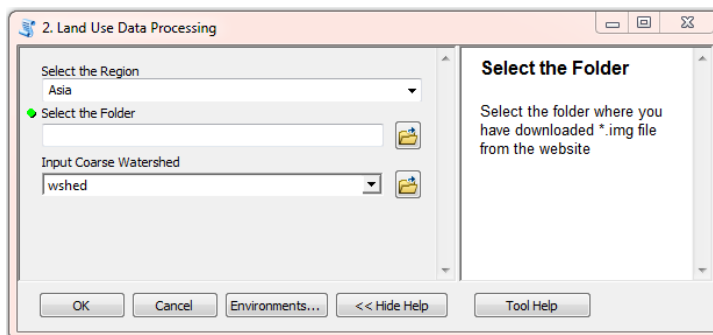 2. Land Use Data Processing
Select the Region
Asia
Select the Folder
Input Coarse Watershed
wshed
Select the Folder
Select the folder where you
have downloaded *.img file
from the website
OK
Cancel
Environments...
<< Hide Help
Tool Help